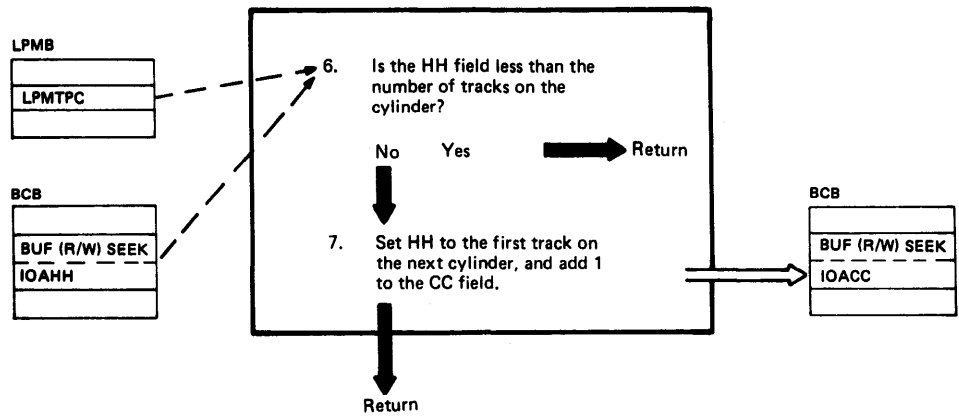 LPMB
LPMTPC
6. Is the HH field less than the
number of tracks on the
cylinder?
No Yes Return
BCB
BUF (R/W) SEEK
IOAHH
7. Set HH to the first track on
the next cylinder, and add 1
to the CC field.
BCB
BUF (R/W) SEEK
IOACC
Return